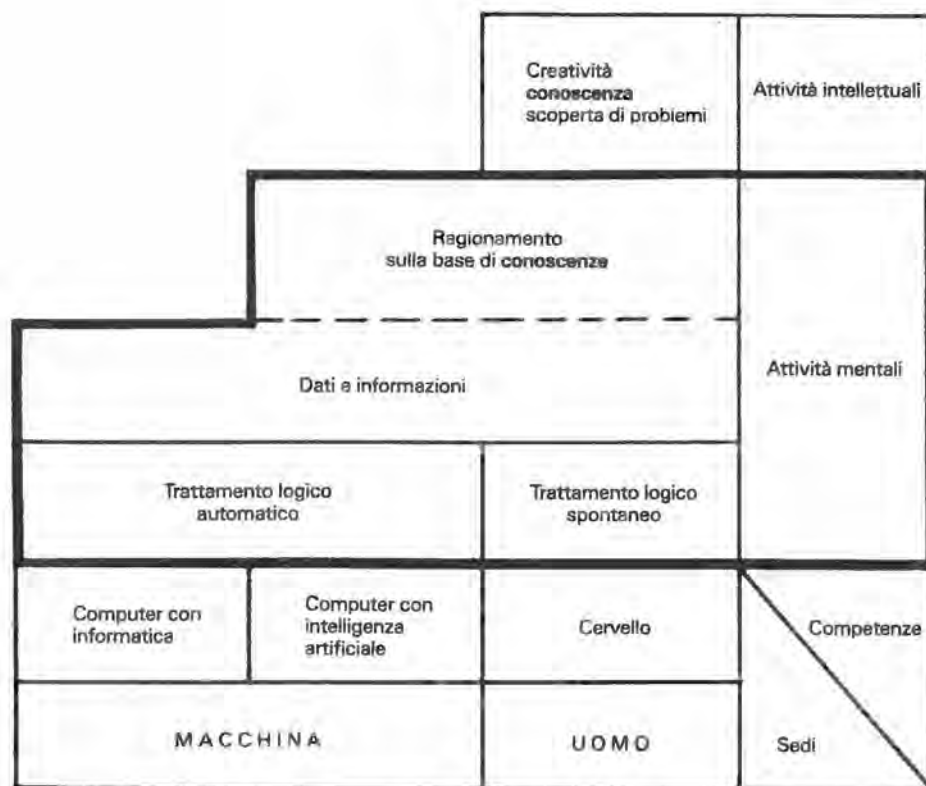 Creatività
conoscenza
scoperta di problemi
Attività intellettuali
Ragionamento
sulla base di conoscenze
Dati e informazioni
Attività mentali
Trattamento logico
automatico
Trattamento logico
spontaneo
Computer con
informatica
Computer con
intelligenza
artificiale
Cervello
Competenze
MACCHINA
UOMO
Sedi